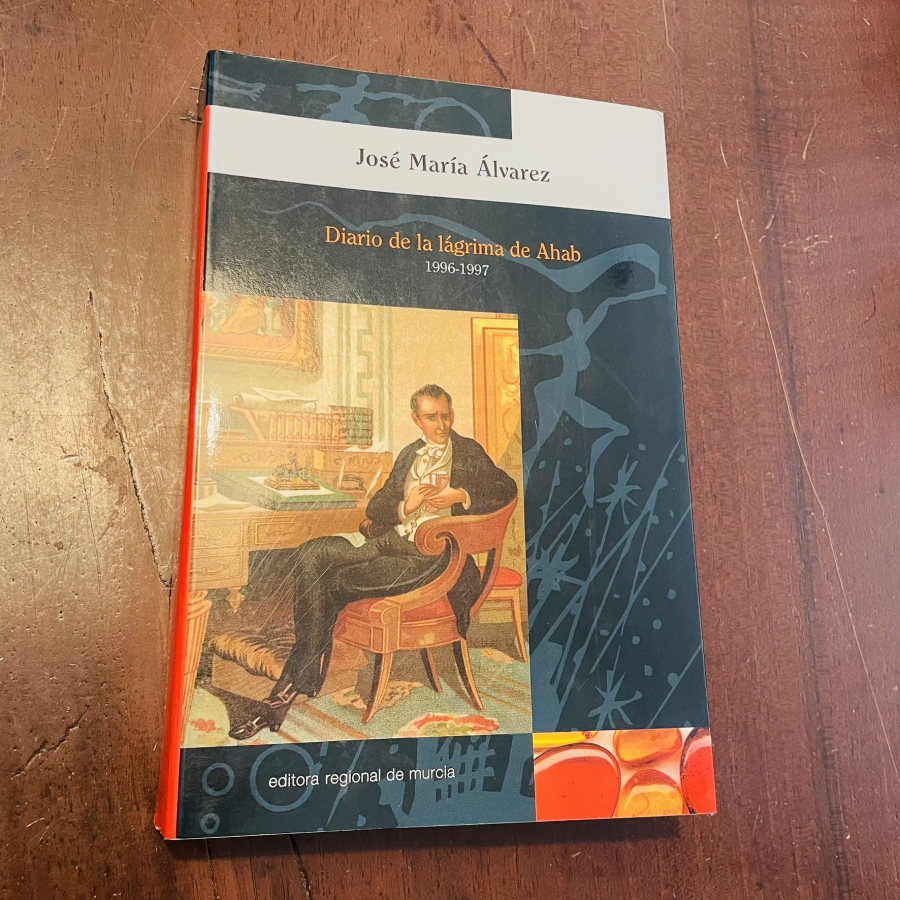 José María Álvarez
Diario de la lágrima de Ahab
1996-1997
editora regional de murcia